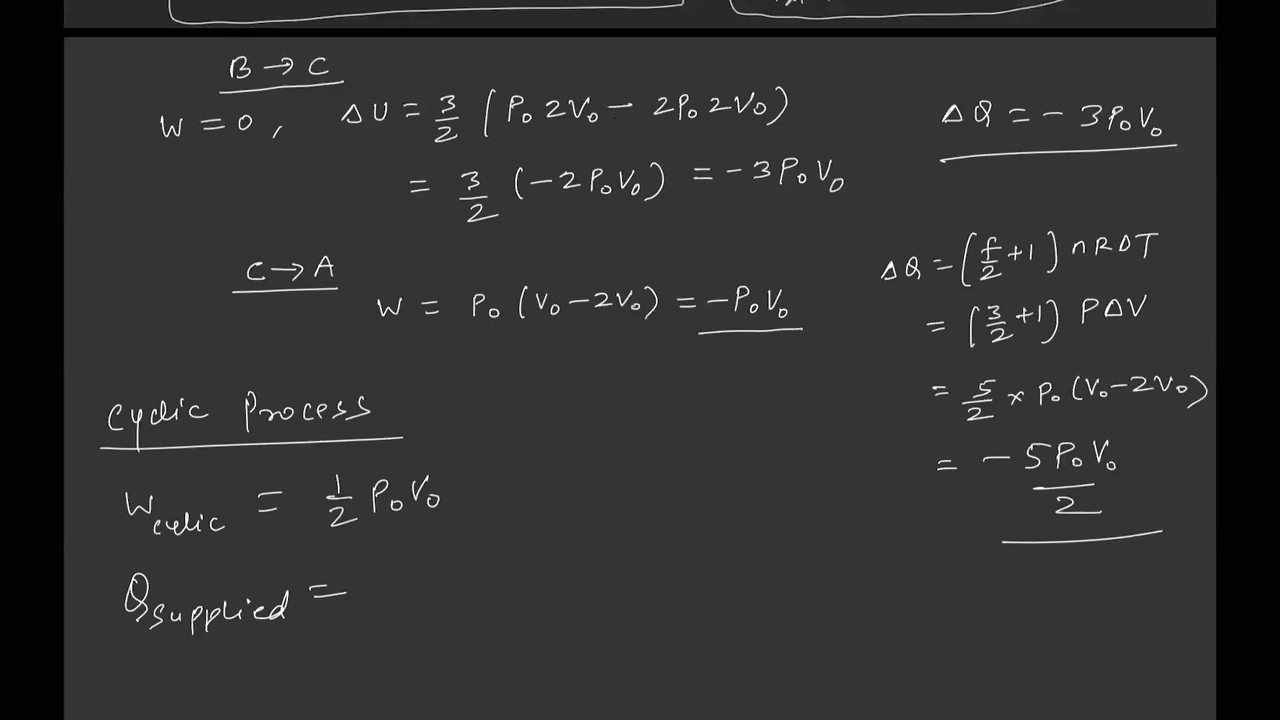 B → C
W = 0, ΔU = 3/2 (P₀ 2V₀ − 2P₀ 2V₀)
= 3/2 (−2P₀V₀) = −3P₀V₀
ΔQ = − 3P₀V₀
C → A
W = P₀ (V₀ − 2V₀) = −P₀V₀
ΔQ = (f/2 + 1) nRΔT
= (3/2 + 1) PΔV
= 5/2 × P₀ (V₀ − 2V₀)
= − 5P₀V₀/2
Cyclic Process
W cyclic = 1/2 P₀V₀
Q supplied =